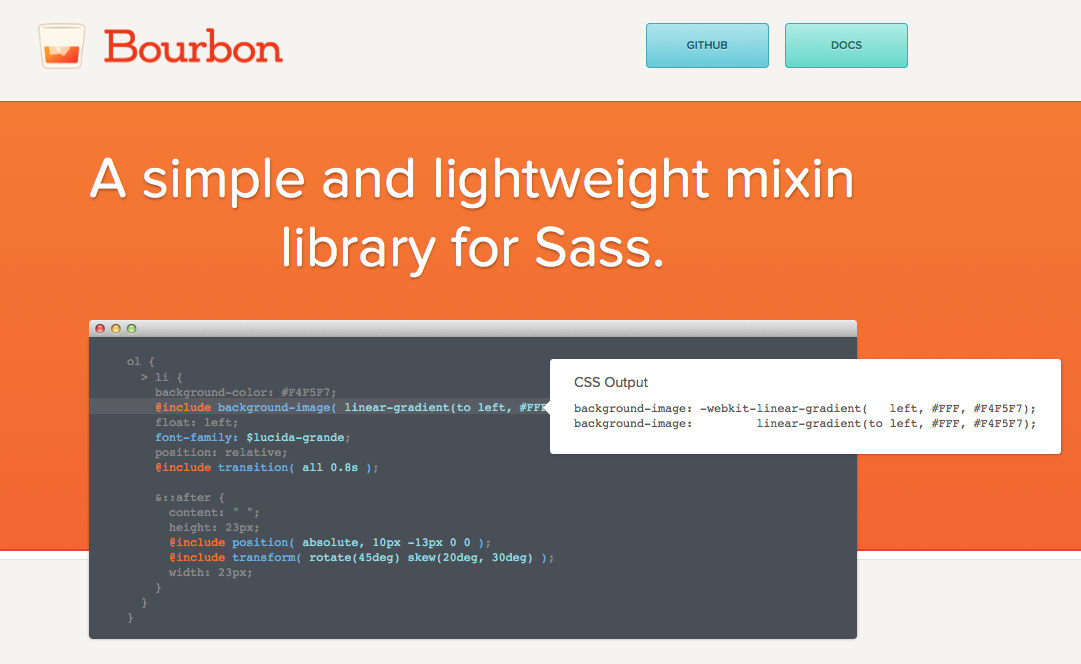 Bourbon
GITHUB
DOCS
A simple and lightweight mixin
library for Sass.
ol {
> li {
background-color: #F4F5F7;
@include background-image( linear-gradient(to left, #FFF
float: left;
font-family: $lucida-grande;
position: relative;
@include transition( all 0.8s );
&::after {
content: " ";
height: 23px;
@include position( absolute, 10px -13px 0 0 );
@include transform( rotate(45deg) skew(20deg, 30deg) );
width: 23px;
}
}
}
CSS Output
background-image: -webkit-linear-gradient(   left, #FFF, #F4F5F7);
background-image:         linear-gradient(to left, #FFF, #F4F5F7);